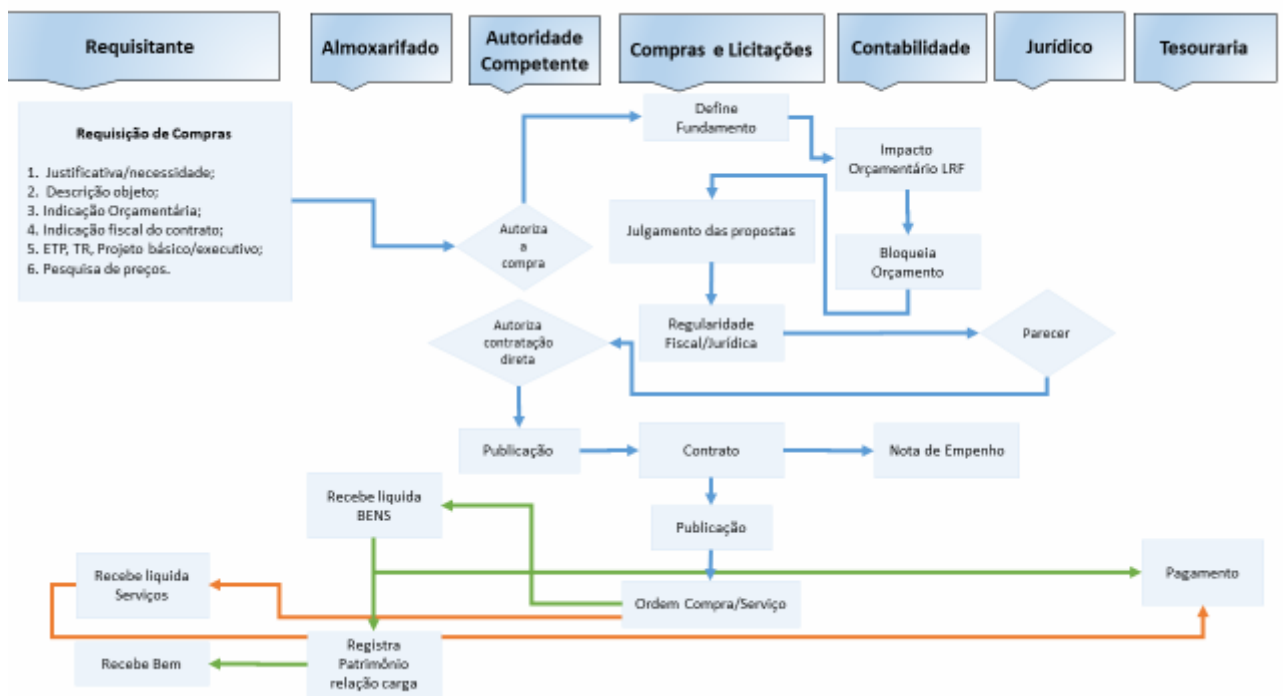 Requisitante
Almoxarifado
Autoridade
Competente
Compras e Licitações
Contabilidade
Jurídico
Tesouraria
Requisição de Compras
1. Justificativa/necessidade;
2. Descrição objeto;
3. Indicação Orçamentária;
4. Indicação fiscal do contrato;
5. ETP, TR, Projeto básico/executivo;
6. Pesquisa de preços.
Autoriza
a
compra
Define
Fundamento
Impacto
Orçamentário LRF
Bloqueia
Orçamento
Julgamento das propostas
Regularidade
Fiscal/Jurídica
Parecer
Autoriza
contratação
direta
Publicação
Contrato
Nota de Empenho
Publicação
Ordem Compra/Serviço
Recebe liquida
BENS
Recebe liquida
Serviços
Pagamento
Registra
Patrimônio
relação carga
Recebe Bem